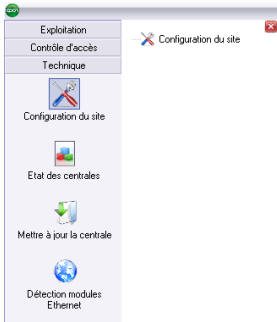 Exploitation
Contrôle d'accès
Technique
Configuration du site
Configuration du site
Etat des centrales
Mettre à jour la centrale
Détection modules
Ethernet